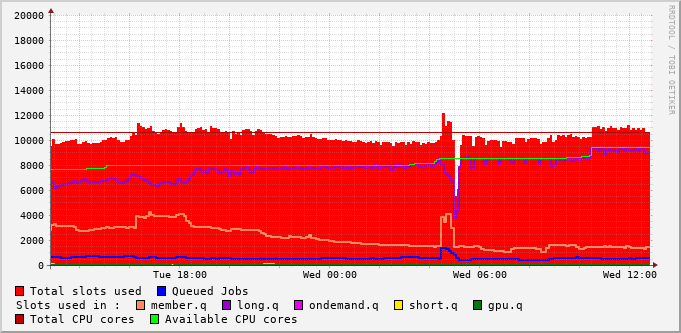 RRDTOOL / TOBI OETIKER
20000
18000
16000
14000
12000
10000
8000
6000
4000
2000
0
Tue 18:00 Wed 00:00 Wed 06:00 Wed 12:00
Total slots used Queued Jobs
Slots used in : member.q long.q ondemand.q short.q gpu.q
Total CPU cores Available CPU cores